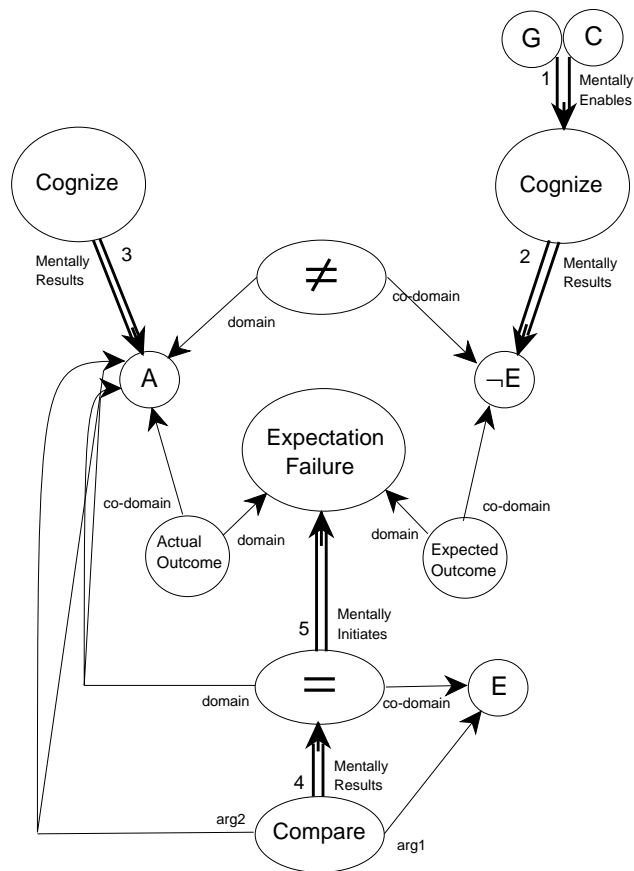 G
C
1
Mentally
Enables
Cognize
Cognize
3
Mentally
Results
2
Mentally
Results
≠
domain
co-domain
A
¬E
Expectation
Failure
co-domain
domain
Actual
Outcome
domain
co-domain
Expected
Outcome
5
Mentally
Initiates
=
domain
co-domain
E
4
Mentally
Results
arg2
Compare
arg1